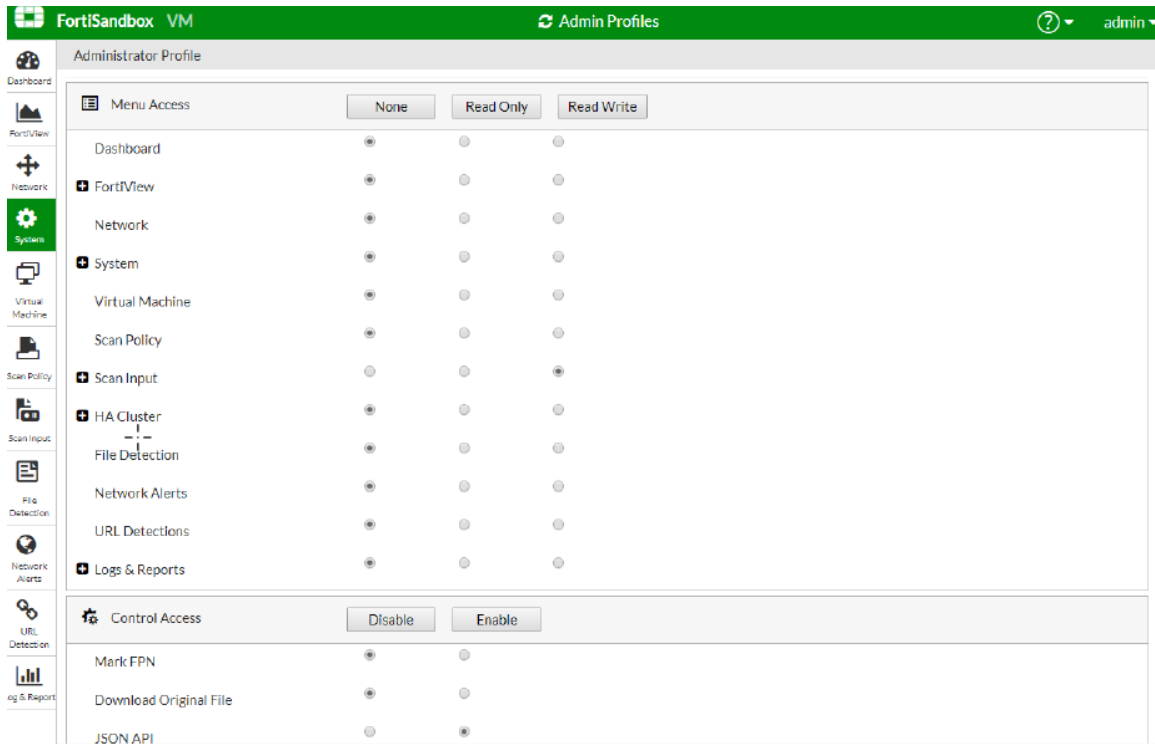 FortiSandbox VM
Admin Profiles
?
admin
Administrator Profile
Dashboard
FortiView
Network
System
Virtual
Machine
Scan Policy
Scan Input
File
Detection
Network
Alerts
URL
Detection
og & Report
Menu Access None Read Only Read Write
Dashboard
FortiView
Network
System
Virtual Machine
Scan Policy
Scan Input
HA Cluster
File Detection
Network Alerts
URL Detections
Logs & Reports
Control Access Disable Enable
Mark FPN
Download Original File
JSON API